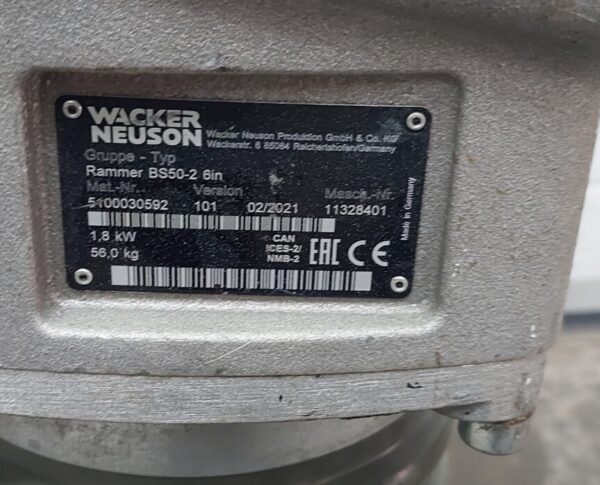 WACKER
NEUSON
Wacker Neuson Produktion GmbH & Co. KG
Wackerstr. 6 85084 Reichertshofen/Germany
Gruppe - Typ
Rammer BS50-2 6in
Mat.-Nr. Version Masch.-Nr.
5100030592 101 02/2021 11328401
1,8 kW
56,0 kg
CAN
ICES-2/
NMB-2
EAC CE
Made in Germany